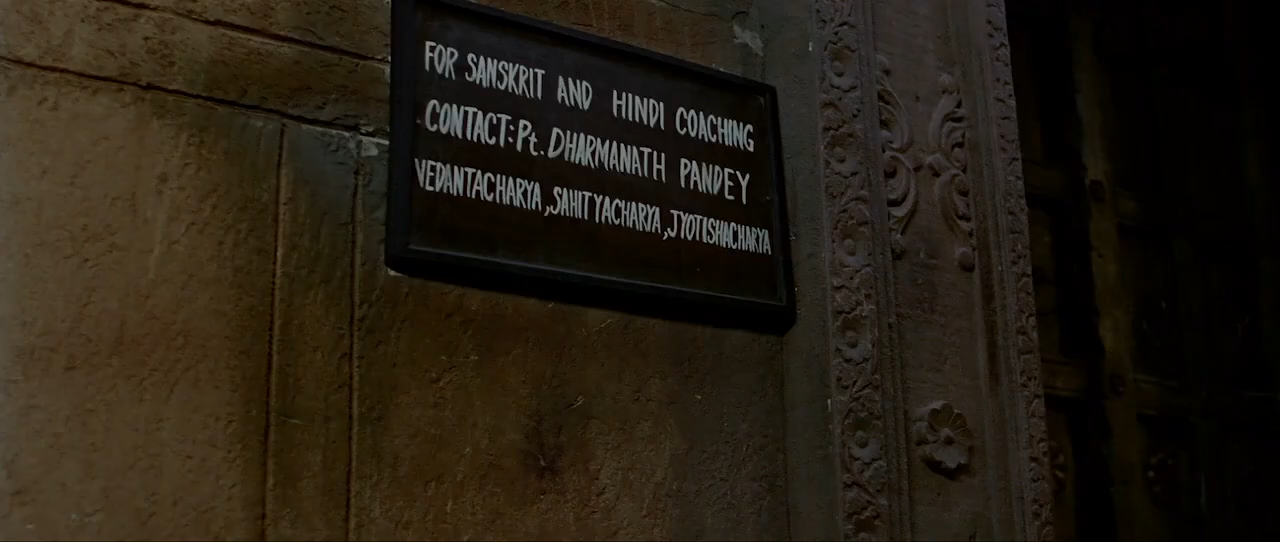 FOR SANSKRIT AND HINDI COACHING
CONTACT:Pt. DHARMANATH PANDEY
VEDANTACHARYA, SAHITYACHARYA, JYOTISHACHARYA